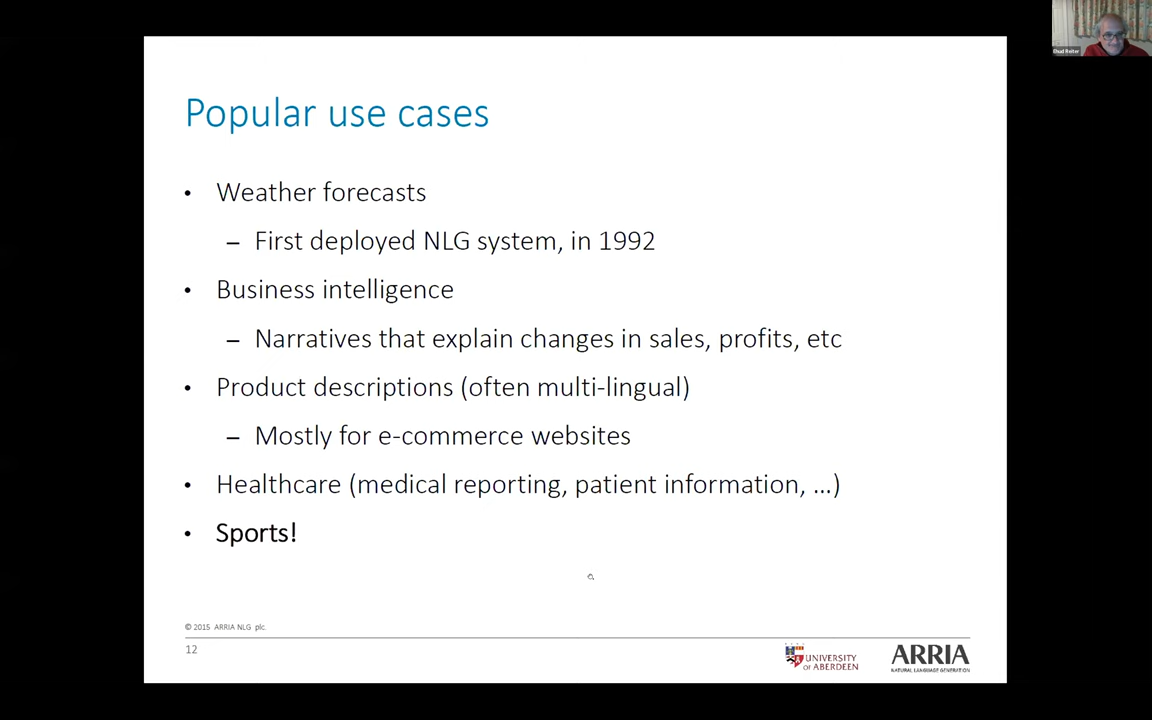 Ehud Reiter
Popular use cases
• Weather forecasts
– First deployed NLG system, in 1992
• Business intelligence
– Narratives that explain changes in sales, profits, etc
• Product descriptions (often multi-lingual)
– Mostly for e-commerce websites
• Healthcare (medical reporting, patient information, ...)
• Sports!
© 2015 ARRIA NLG plc.
12
UNIVERSITY
OF ABERDEEN
ARRIA
NATURAL LANGUAGE GENERATION